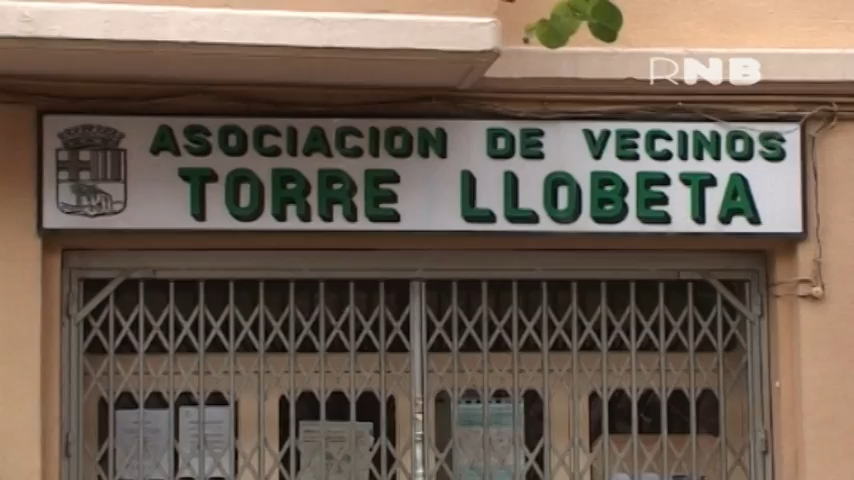 RNB
ASOCIACION DE VECINOS
TORRE LLOBETA